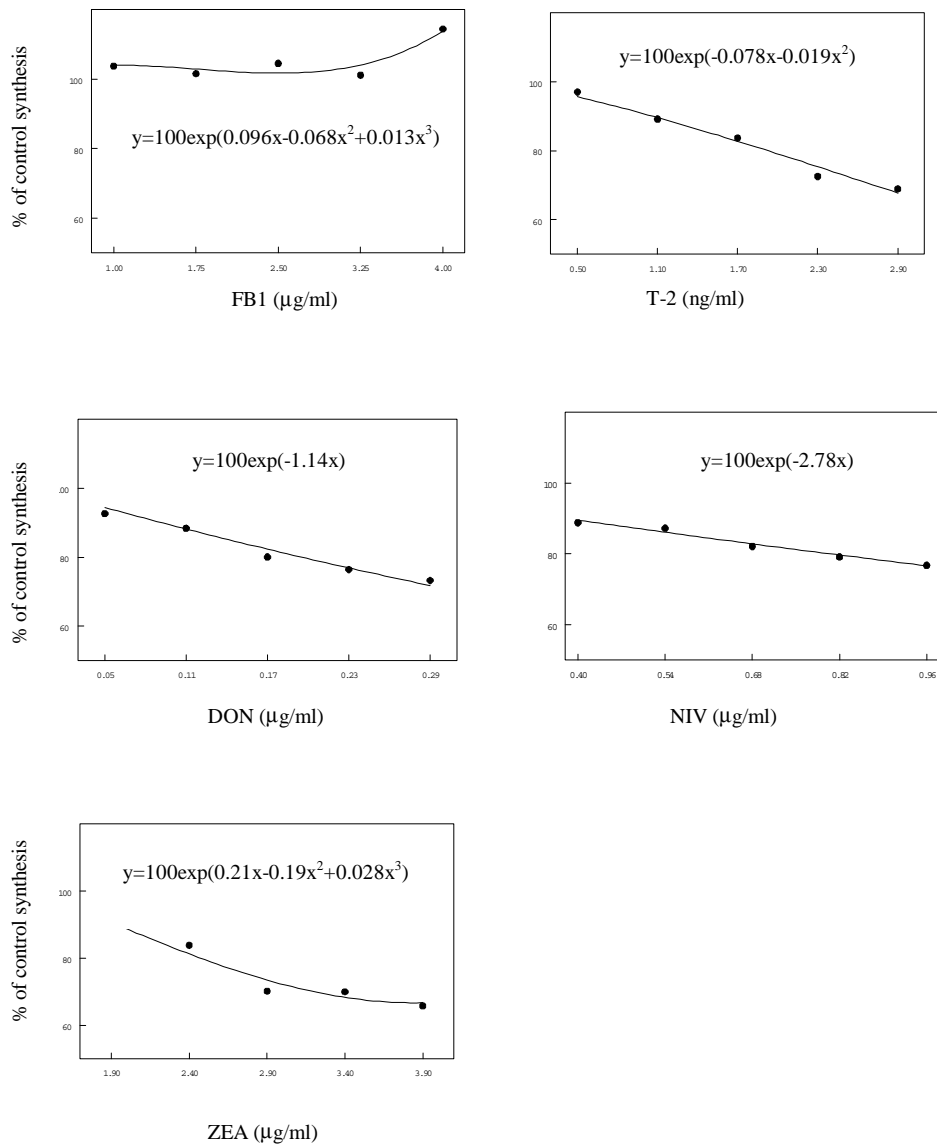 % of control synthesis
100
60
y=100exp(0.096x-0.068x²+0.013x³)
1.00 1.75 2.50 3.25 4.00
FB1 (μg/ml)
y=100exp(-0.078x-0.019x²)
100
80
60
0.50 1.10 1.70 2.30 2.90
T-2 (ng/ml)
% of control synthesis
y=100exp(-1.14x)
00
80
60
0.05 0.11 0.17 0.23 0.29
DON (μg/ml)
y=100exp(-2.78x)
100
80
60
0.40 0.54 0.68 0.82 0.96
NIV (μg/ml)
% of control synthesis
y=100exp(0.21x-0.19x²+0.028x³)
100
80
60
1.90 2.40 2.90 3.40 3.90
ZEA (μg/ml)